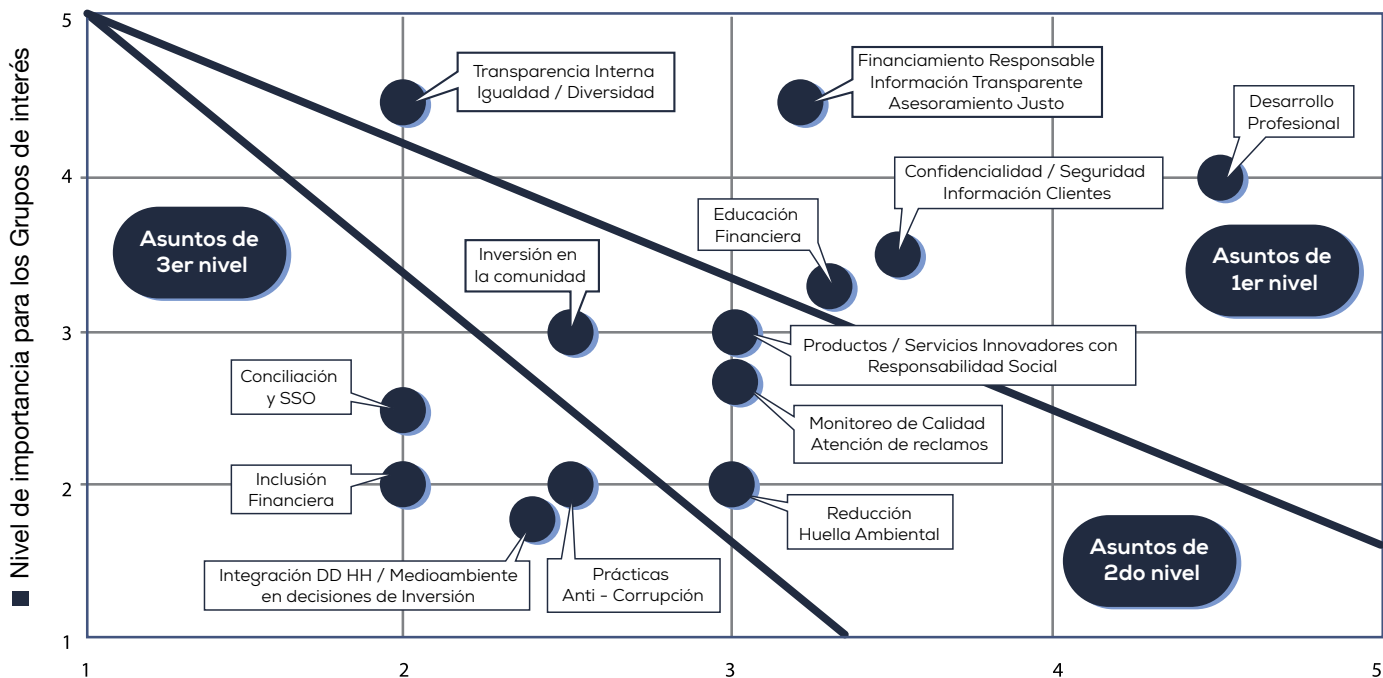 Nivel de importancia para los Grupos de interés
5
4
3
2
1
1
2
3
4
5
Transparencia Interna
Igualdad / Diversidad
Financiamiento Responsable
Información Transparente
Asesoramiento Justo
Desarrollo
Profesional
Confidencialidad / Seguridad
Información Clientes
Educación
Financiera
Asuntos de
3er nivel
Inversión en
la comunidad
Asuntos de
1er nivel
Productos / Servicios Innovadores con
Responsabilidad Social
Conciliación
y SSO
Monitoreo de Calidad
Atención de reclamos
Inclusión
Financiera
Reducción
Huella Ambiental
Asuntos de
2do nivel
Integración DD HH / Medioambiente
en decisiones de Inversión
Prácticas
Anti - Corrupción